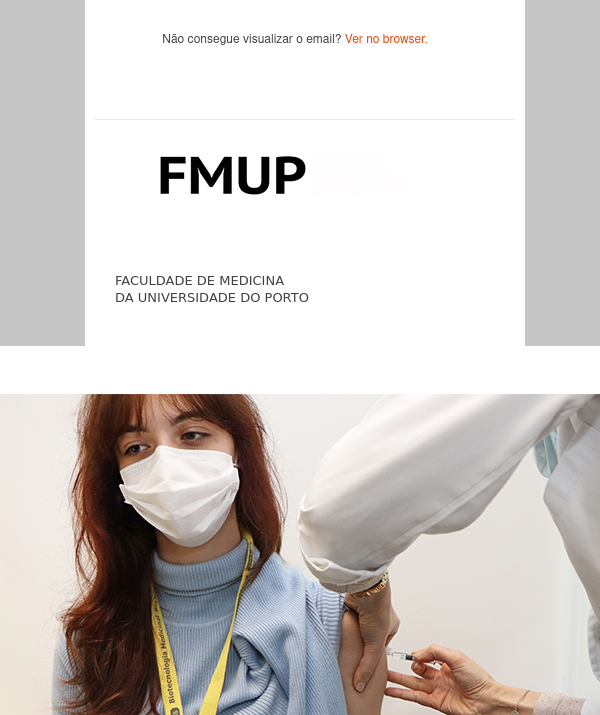 Não consegue visualizar o email? Ver no browser.
FMUP
FACULDADE DE MEDICINA
DA UNIVERSIDADE DO PORTO
Biotecnologia Medicinal